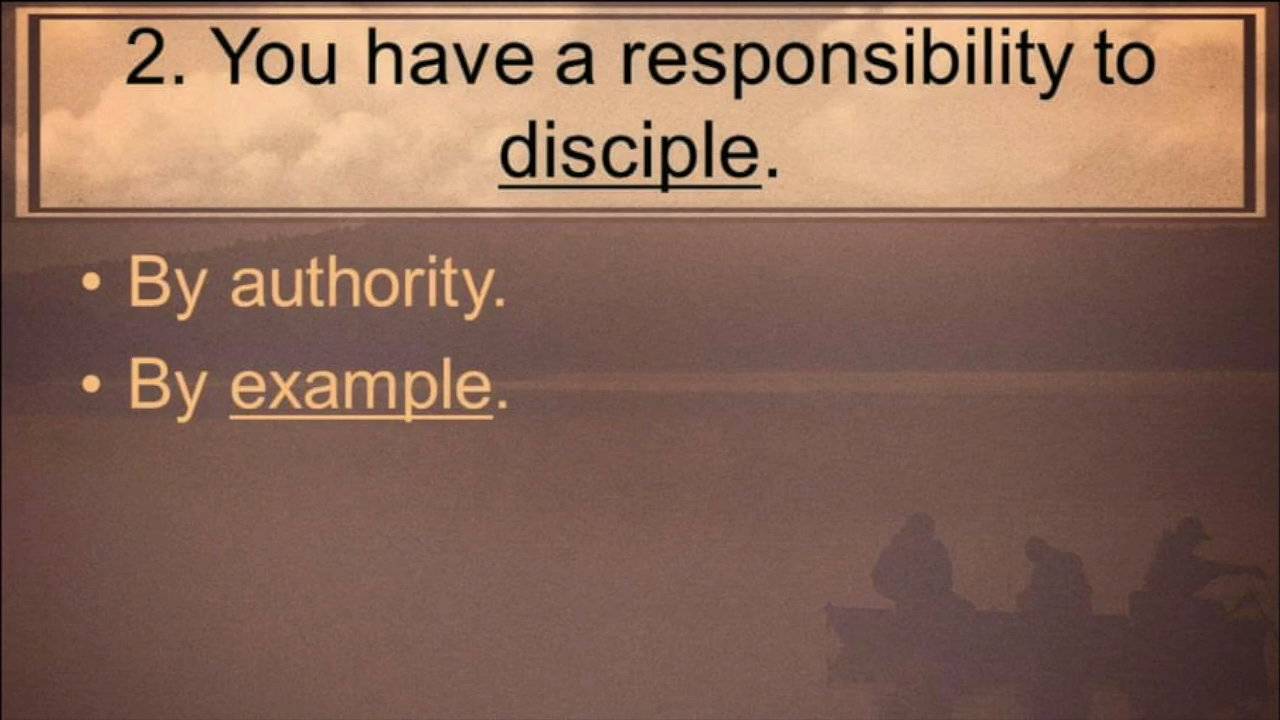 2. You have a responsibility to
disciple.
• By authority.
• By example.